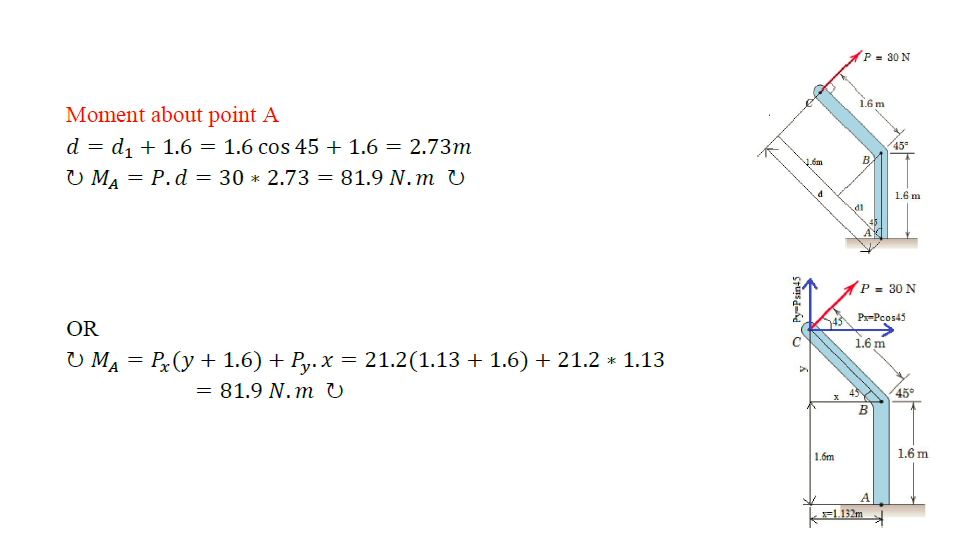 Moment about point A
d = d₁ + 1.6 = 1.6 cos 45 + 1.6 = 2.73m
↻ M_A = P. d = 30 ∗ 2.73 = 81.9 N. m ↻
OR
↻ M_A = Pₓ(y + 1.6) + P_y. x = 21.2(1.13 + 1.6) + 21.2 ∗ 1.13
= 81.9 N. m ↻
P = 30 N
C
1.6 m
45°
1.6m
B
d
1.6 m
d1
45
A
Py=Psin45
P = 30 N
45
Px=Pcos45
C
1.6 m
y
x
45
45°
B
1.6m
1.6 m
A
x=1.132m